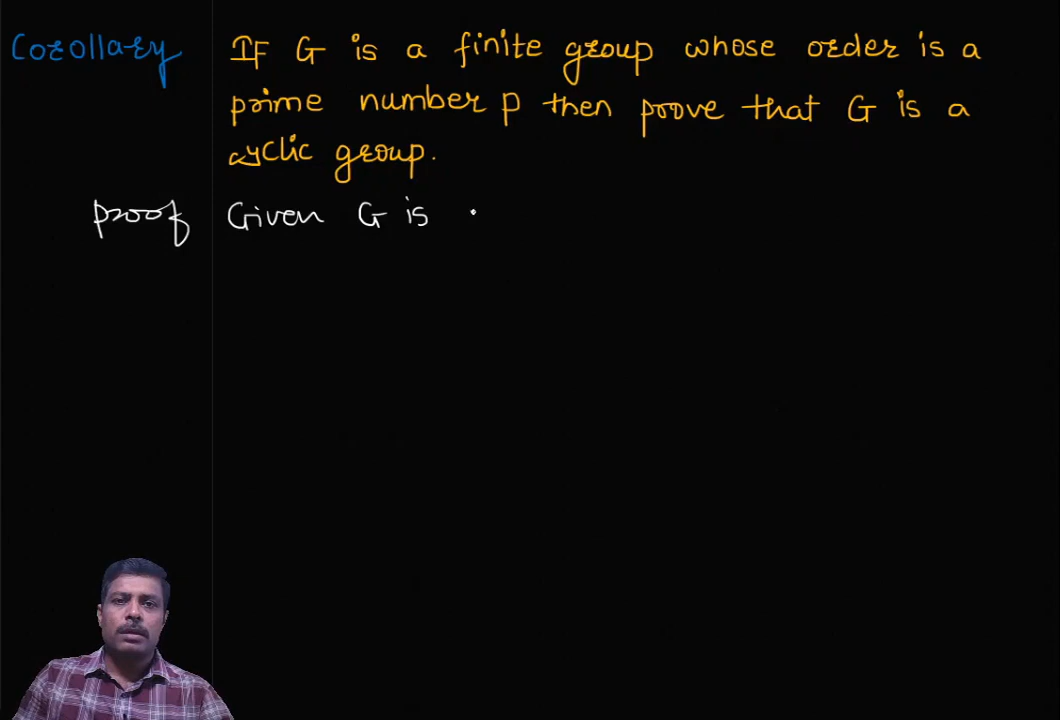 Corollary If G is a finite group whose order is a
prime number p then prove that G is a
cyclic group.
proof Given G is